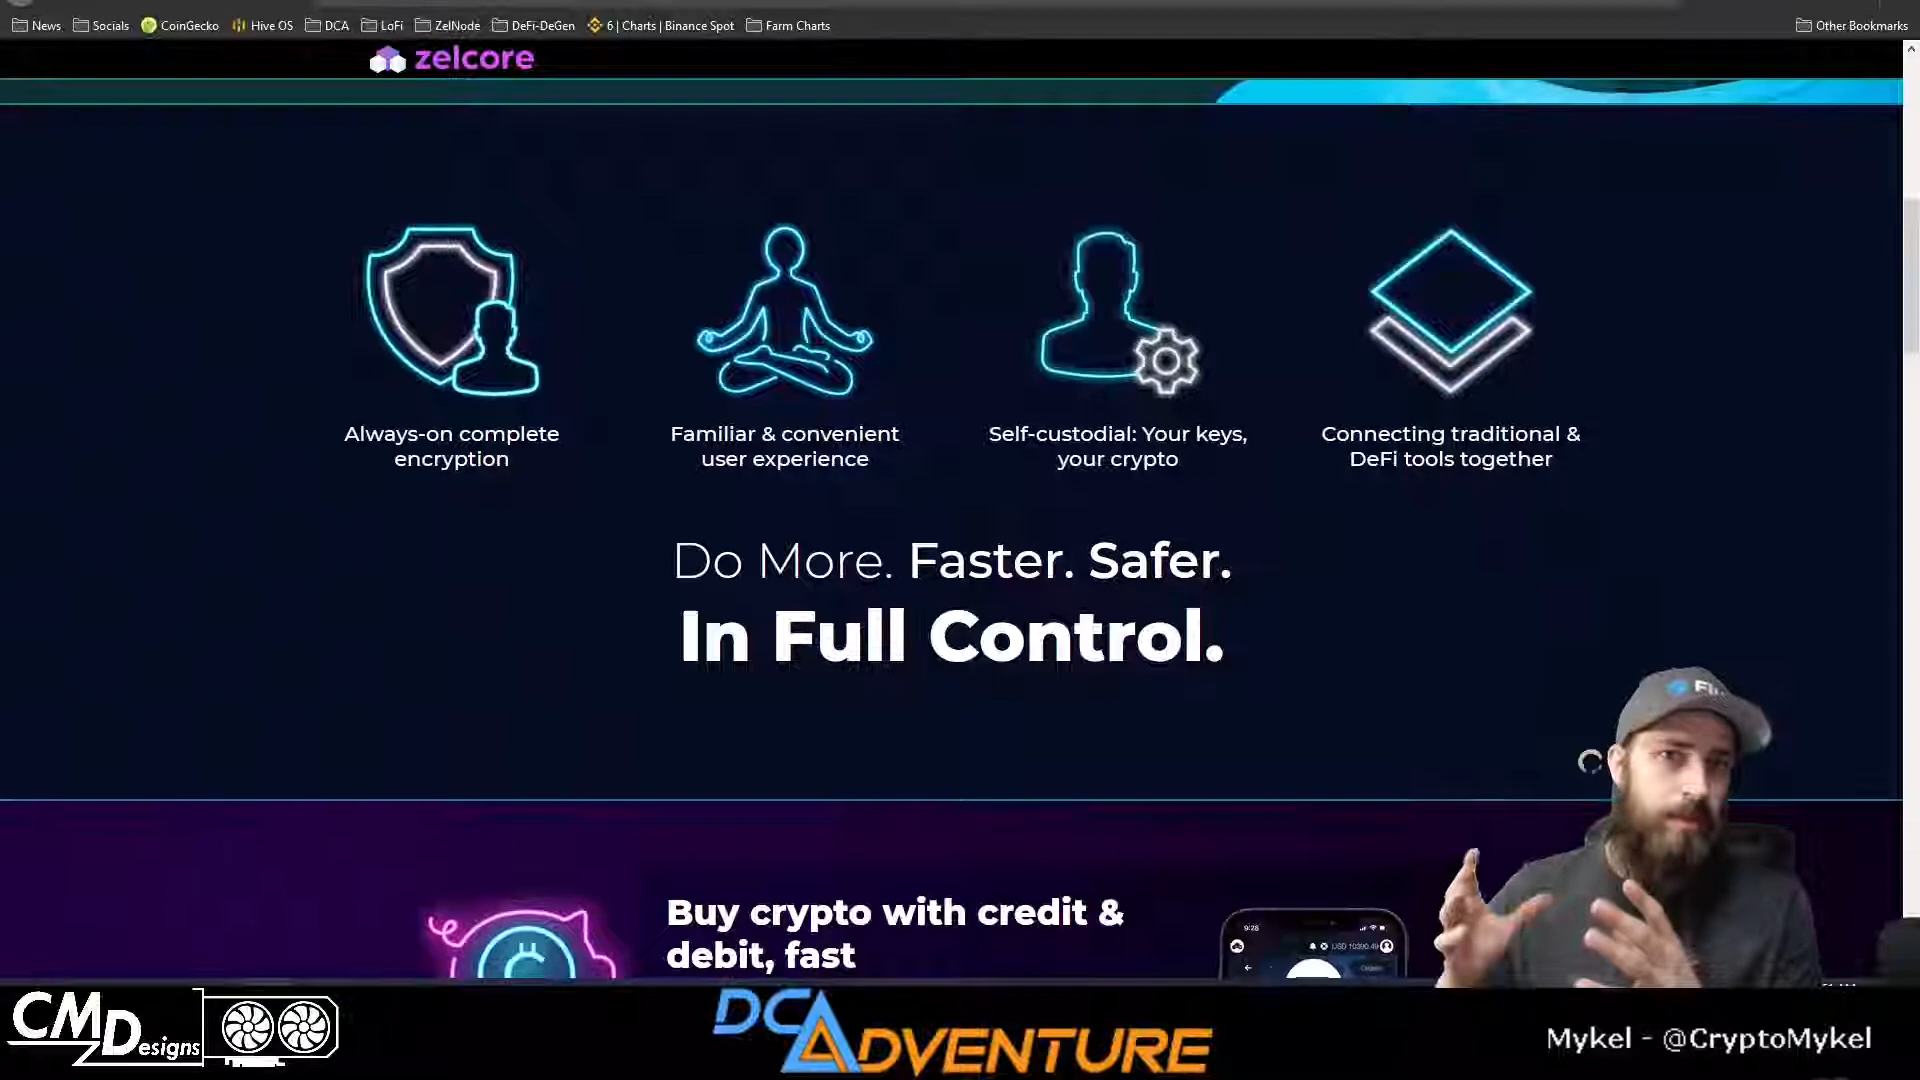 News
Socials
CoinGecko
Hive OS
DCA
LoFi
ZelNode
DeFi-DeGen
6 | Charts | Binance Spot
Farm Charts
Other Bookmarks
zelcore
Always-on complete
encryption
Familiar & convenient
user experience
Self-custodial: Your keys,
your crypto
Connecting traditional &
DeFi tools together
Do More. Faster. Safer.
In Full Control.
Buy crypto with credit &
debit, fast
9:28
CMDesigns
DCADVENTURE
Mykel - @CryptoMykel